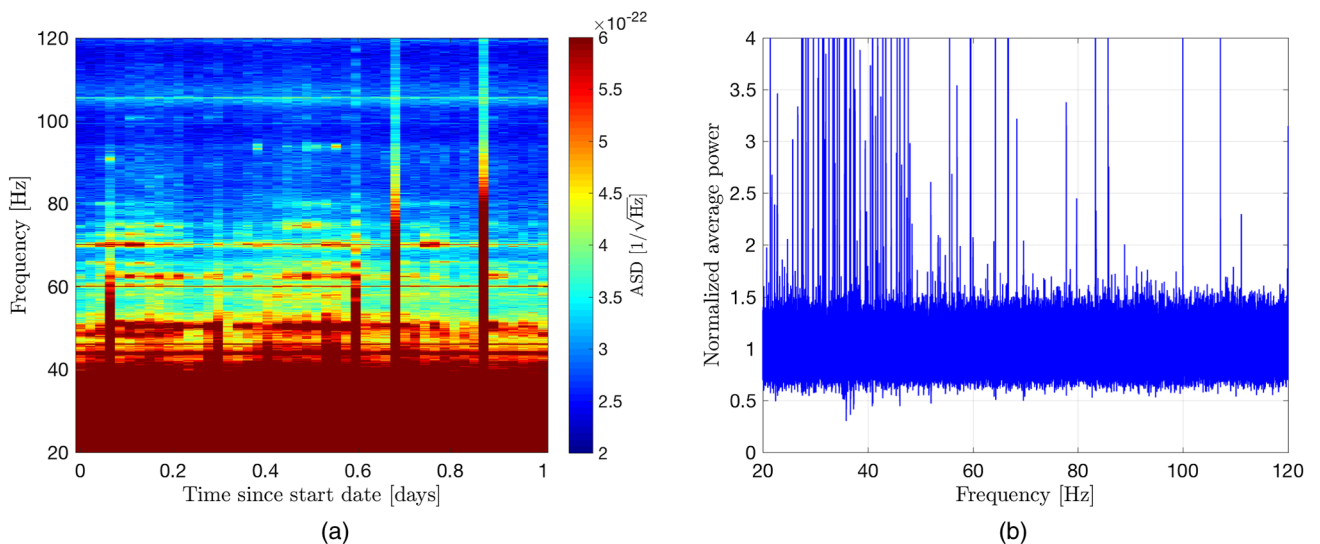 ×10⁻²²
120
100
80
60
40
20
Frequency [Hz]
0 0.2 0.4 0.6 0.8 1
Time since start date [days]
6
5.5
5
4.5
4
3.5
3
2.5
2
ASD [1/√Hz]
(a)
4
3.5
3
2.5
2
1.5
1
0.5
0
Normalized average power
20 40 60 80 100 120
Frequency [Hz]
(b)